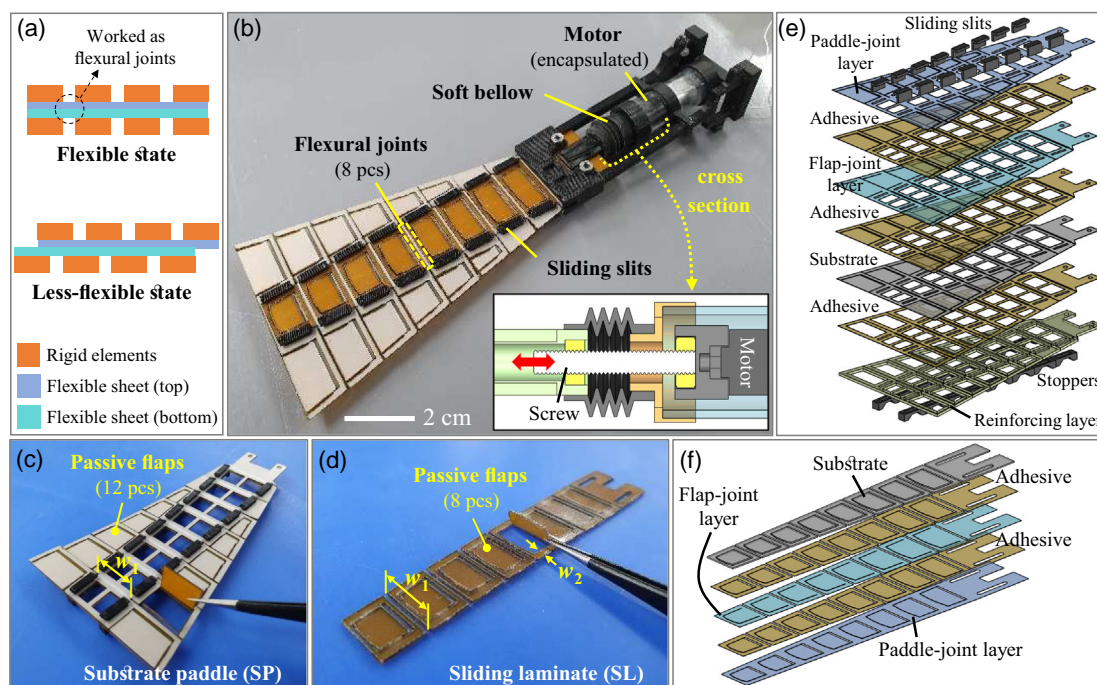 (a)
Worked as
flexural joints
Flexible state
Less-flexible state
Rigid elements
Flexible sheet (top)
Flexible sheet (bottom)
(b)
Motor
(encapsulated)
Soft bellow
Flexural joints
(8 pcs)
cross
section
Sliding slits
2 cm
Screw
Motor
(c)
Passive flaps
(12 pcs)
w1
Substrate paddle (SP)
(d)
Passive flaps
(8 pcs)
w1
w2
Sliding laminate (SL)
(e)
Sliding slits
Paddle-joint
layer
Adhesive
Flap-joint
layer
Adhesive
Substrate
Adhesive
Stoppers
Reinforcing layer
(f)
Substrate
Adhesive
Flap-joint
layer
Adhesive
Paddle-joint layer